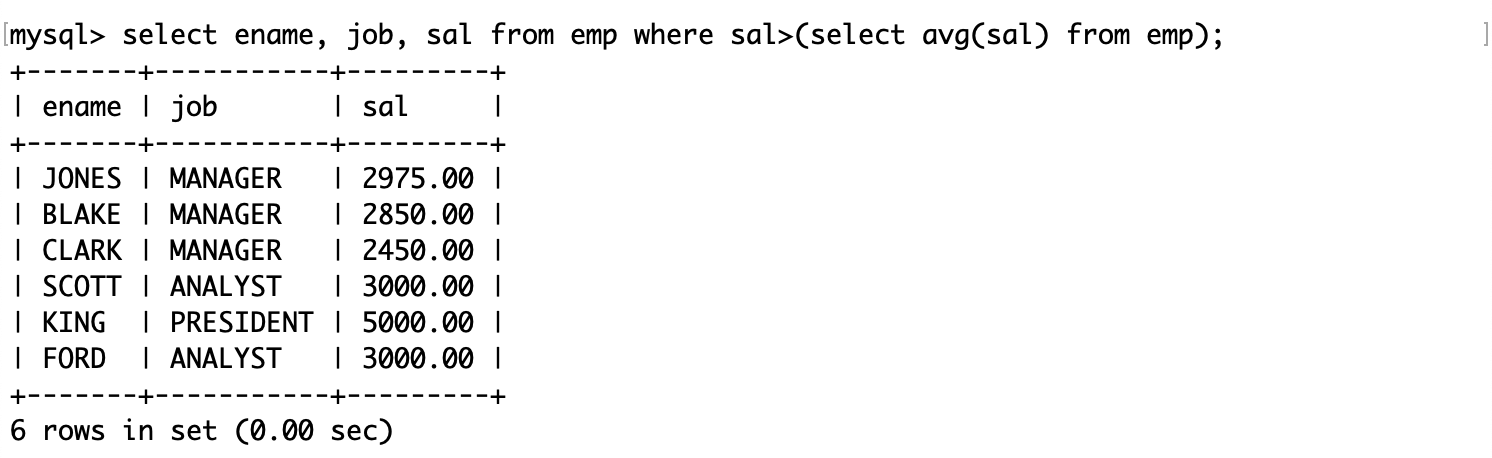 [mysql> select ename, job, sal from emp where sal>(select avg(sal) from emp); ]
+-------+-----------+---------+
| ename | job       | sal     |
+-------+-----------+---------+
| JONES | MANAGER   | 2975.00 |
| BLAKE | MANAGER   | 2850.00 |
| CLARK | MANAGER   | 2450.00 |
| SCOTT | ANALYST   | 3000.00 |
| KING  | PRESIDENT | 5000.00 |
| FORD  | ANALYST   | 3000.00 |
+-------+-----------+---------+
6 rows in set (0.00 sec)